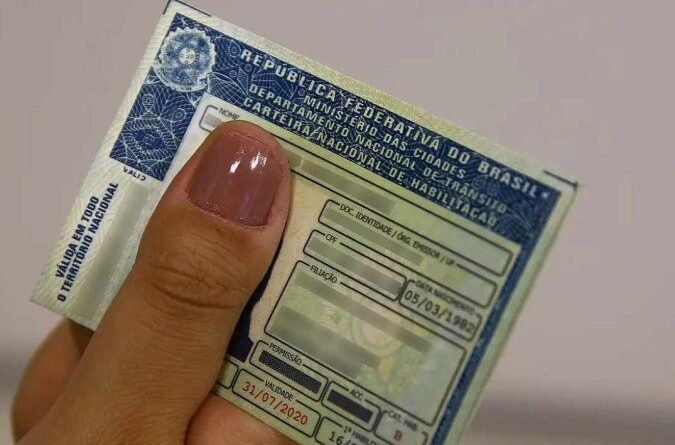 REPÚBLICA FEDERATIVA DO BRASIL
MINISTÉRIO DAS CIDADES
DEPARTAMENTO NACIONAL DE TRÂNSITO
CARTEIRA NACIONAL DE HABILITAÇÃO
VÁLIDA EM TODO
O TERRITÓRIO NACIONAL
NOME
DOC. IDENTIDADE / ÓRG. EMISSOR / UF
CPF
DATA NASCIMENTO
05/03/1982
FILIAÇÃO
PERMISSÃO
ACC
CAT. HAB.
B
VALIDADE
31/07/2020
1ª HABILI
16/